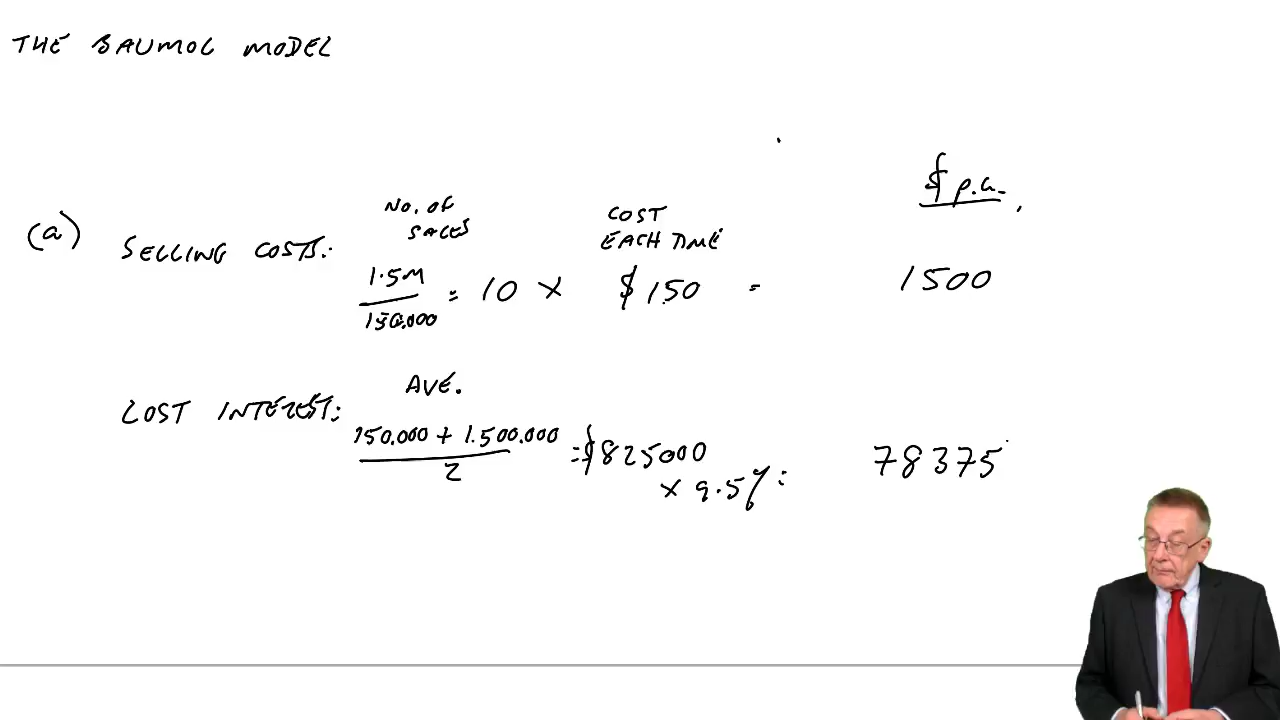 THE BAUMOL MODEL
$ p.a.
(a) SELLING COSTS:
NO. OF SALES
COST EACH TIME
1.5M / 150.000 = 10 × $150 = 1500
LOST INTEREST:
AVE.
150.000 + 1.500.000 / 2 = $825000
× 9.5% = 78375